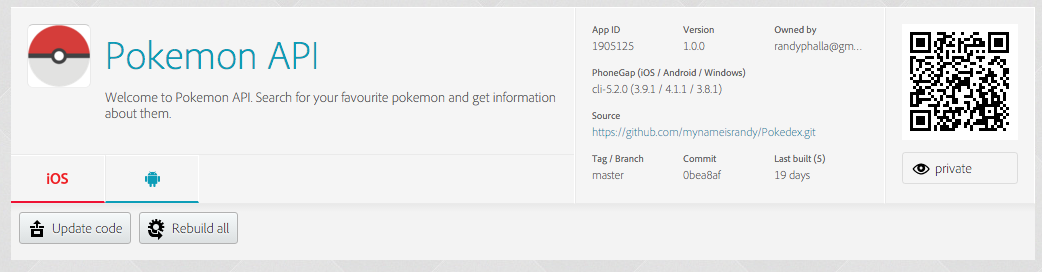 Pokemon API
Welcome to Pokemon API. Search for your favourite pokemon and get information
about them.
iOS
Update code
Rebuild all
App ID
1905125
Version
1.0.0
Owned by
randyphalla@gm...
PhoneGap (iOS / Android / Windows)
cli-5.2.0 (3.9.1 / 4.1.1 / 3.8.1)
Source
https://github.com/mynameisrandy/Pokedex.git
Tag / Branch
master
Commit
0bea8af
Last built (5)
19 days
private